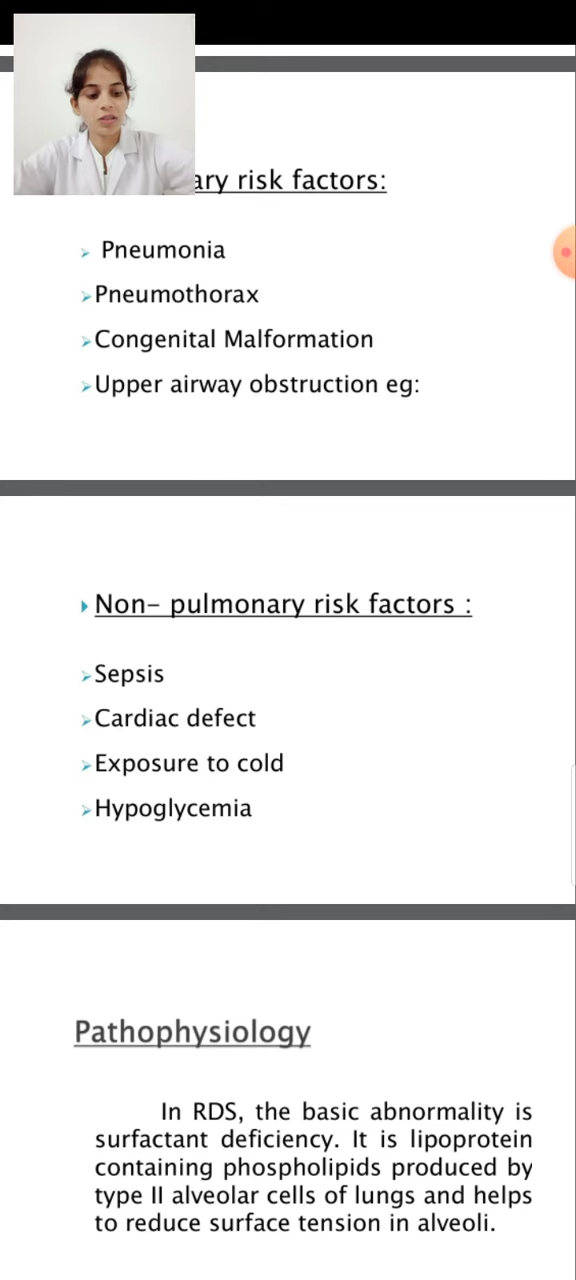 ary risk factors:
Pneumonia
Pneumothorax
Congenital Malformation
Upper airway obstruction eg:
Non- pulmonary risk factors :
Sepsis
Cardiac defect
Exposure to cold
Hypoglycemia
Pathophysiology
In RDS, the basic abnormality is
surfactant deficiency. It is lipoprotein
containing phospholipids produced by
type II alveolar cells of lungs and helps
to reduce surface tension in alveoli.